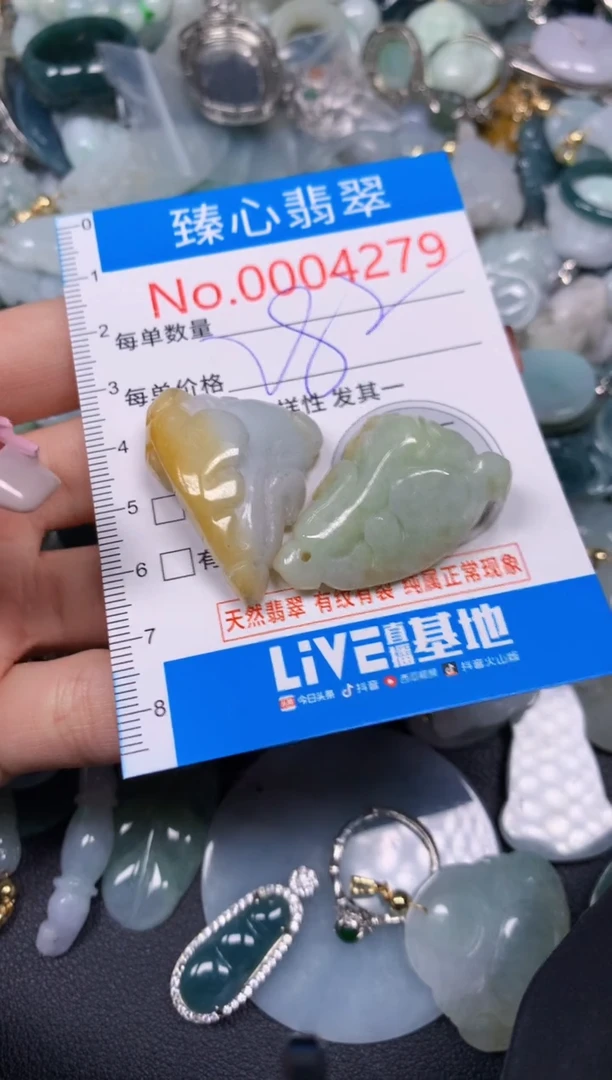 臻心翡翠
No.0004279
0
1
2
3
4
5
6
7
8
每单数量
每单价格
样性 发其一
有
天然翡翠 有纹有裂 纯属正常现象
LiVE直播基地
今日头条 抖音 西瓜视频 抖音火山版